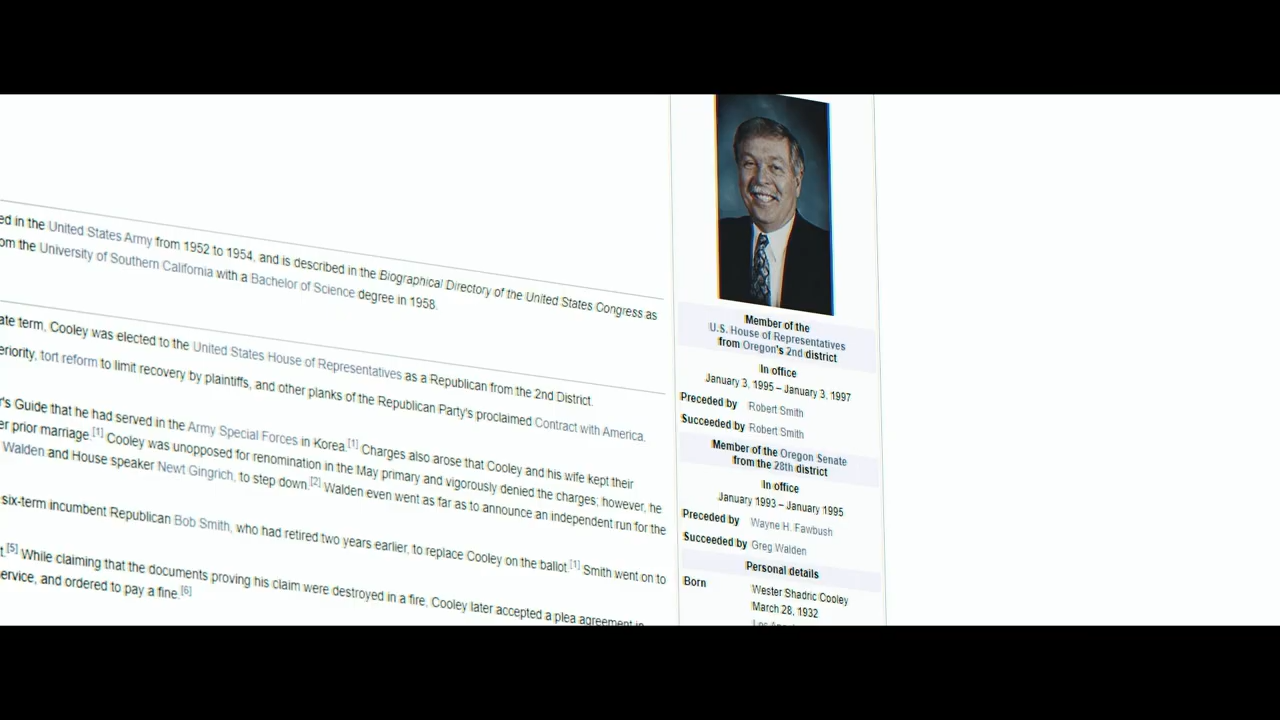 ed in the United States Army from 1952 to 1954, and is described in the Biographical Directory of the United States Congress as
om the University of Southern California with a Bachelor of Science degree in 1958.
ate term, Cooley was elected to the United States House of Representatives as a Republican from the 2nd District.
eriority, tort reform to limit recovery by plaintiffs, and other planks of the Republican Party's proclaimed Contract with America.
r's Guide that he had served in the Army Special Forces in Korea.[1] Charges also arose that Cooley and his wife kept their
er prior marriage.[1] Cooley was unopposed for renomination in the May primary and vigorously denied the charges; however, he
Walden and House speaker Newt Gingrich, to step down.[2] Walden even went as far as to announce an independent run for the
six-term incumbent Republican Bob Smith, who had retired two years earlier, to replace Cooley on the ballot.[1] Smith went on to
t.[5] While claiming that the documents proving his claim were destroyed in a fire, Cooley later accepted a plea agreement in
ervice, and ordered to pay a fine.[6]
Member of the
U.S. House of Representatives
from Oregon's 2nd district
In office
January 3, 1995 – January 3, 1997
Preceded by Robert Smith
Succeeded by Robert Smith
Member of the Oregon Senate
from the 28th district
In office
January 1993 – January 1995
Preceded by Wayne H. Fawbush
Succeeded by Greg Walden
Personal details
Born Wester Shadric Cooley
March 28, 1932